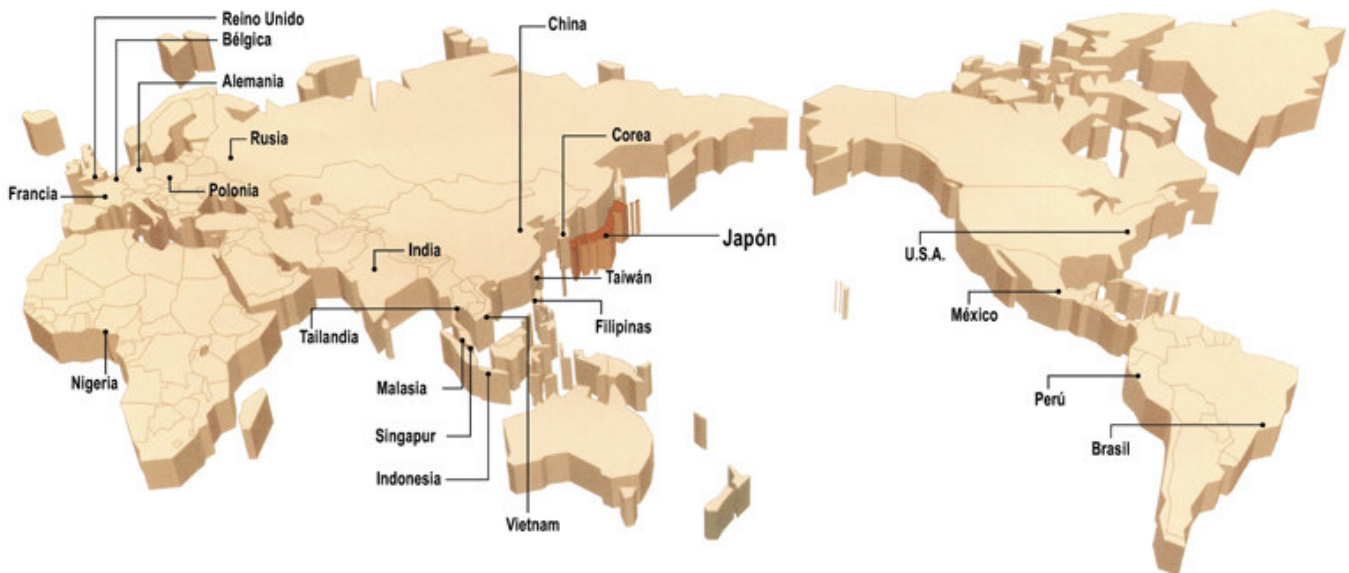 Reino Unido
Bélgica
Alemania
Rusia
Francia
Polonia
China
Corea
Japón
India
Taiwán
Filipinas
Tailandia
Nigeria
Malasia
Singapur
Indonesia
Vietnam
U.S.A.
México
Perú
Brasil